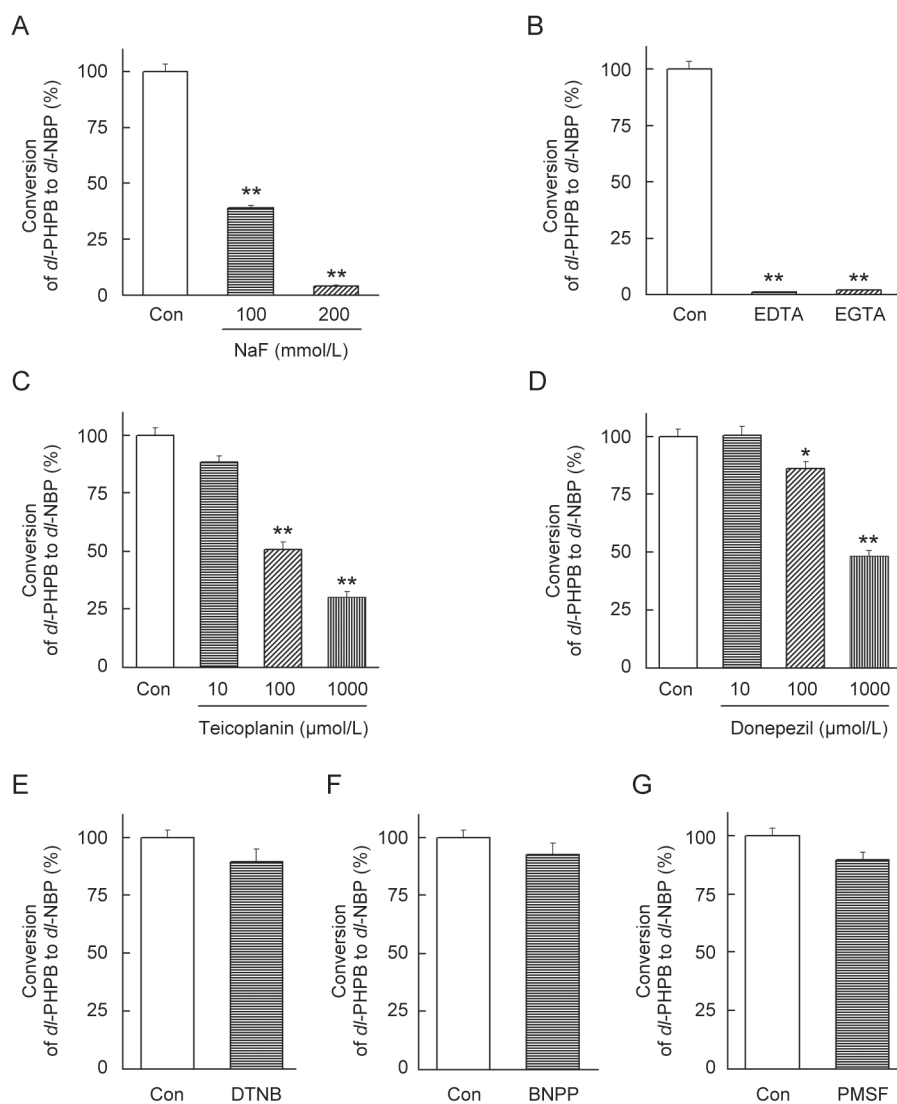 A
Conversion
of dl-PHPB to dl-NBP (%)
100
75
50
25
0
**
**
Con
100
200
NaF (mmol/L)
B
Conversion
of dl-PHPB to dl-NBP (%)
100
75
50
25
0
**
**
Con
EDTA
EGTA
C
Conversion
of dl-PHPB to dl-NBP (%)
100
75
50
25
0
**
**
Con
10
100
1000
Teicoplanin (µmol/L)
D
Conversion
of dl-PHPB to dl-NBP (%)
100
75
50
25
0
*
**
Con
10
100
1000
Donepezil (µmol/L)
E
Conversion
of dl-PHPB to dl-NBP (%)
100
75
50
25
0
Con
DTNB
F
Conversion
of dl-PHPB to dl-NBP (%)
100
75
50
25
0
Con
BNPP
G
Conversion
of dl-PHPB to dl-NBP (%)
100
75
50
25
0
Con
PMSF